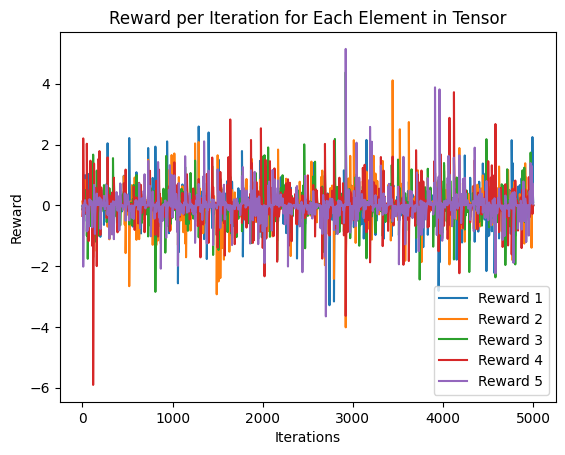 Reward per Iteration for Each Element in Tensor
Reward
4
2
0
−2
−4
−6
Reward 1
Reward 2
Reward 3
Reward 4
Reward 5
0
1000
2000
3000
4000
5000
Iterations